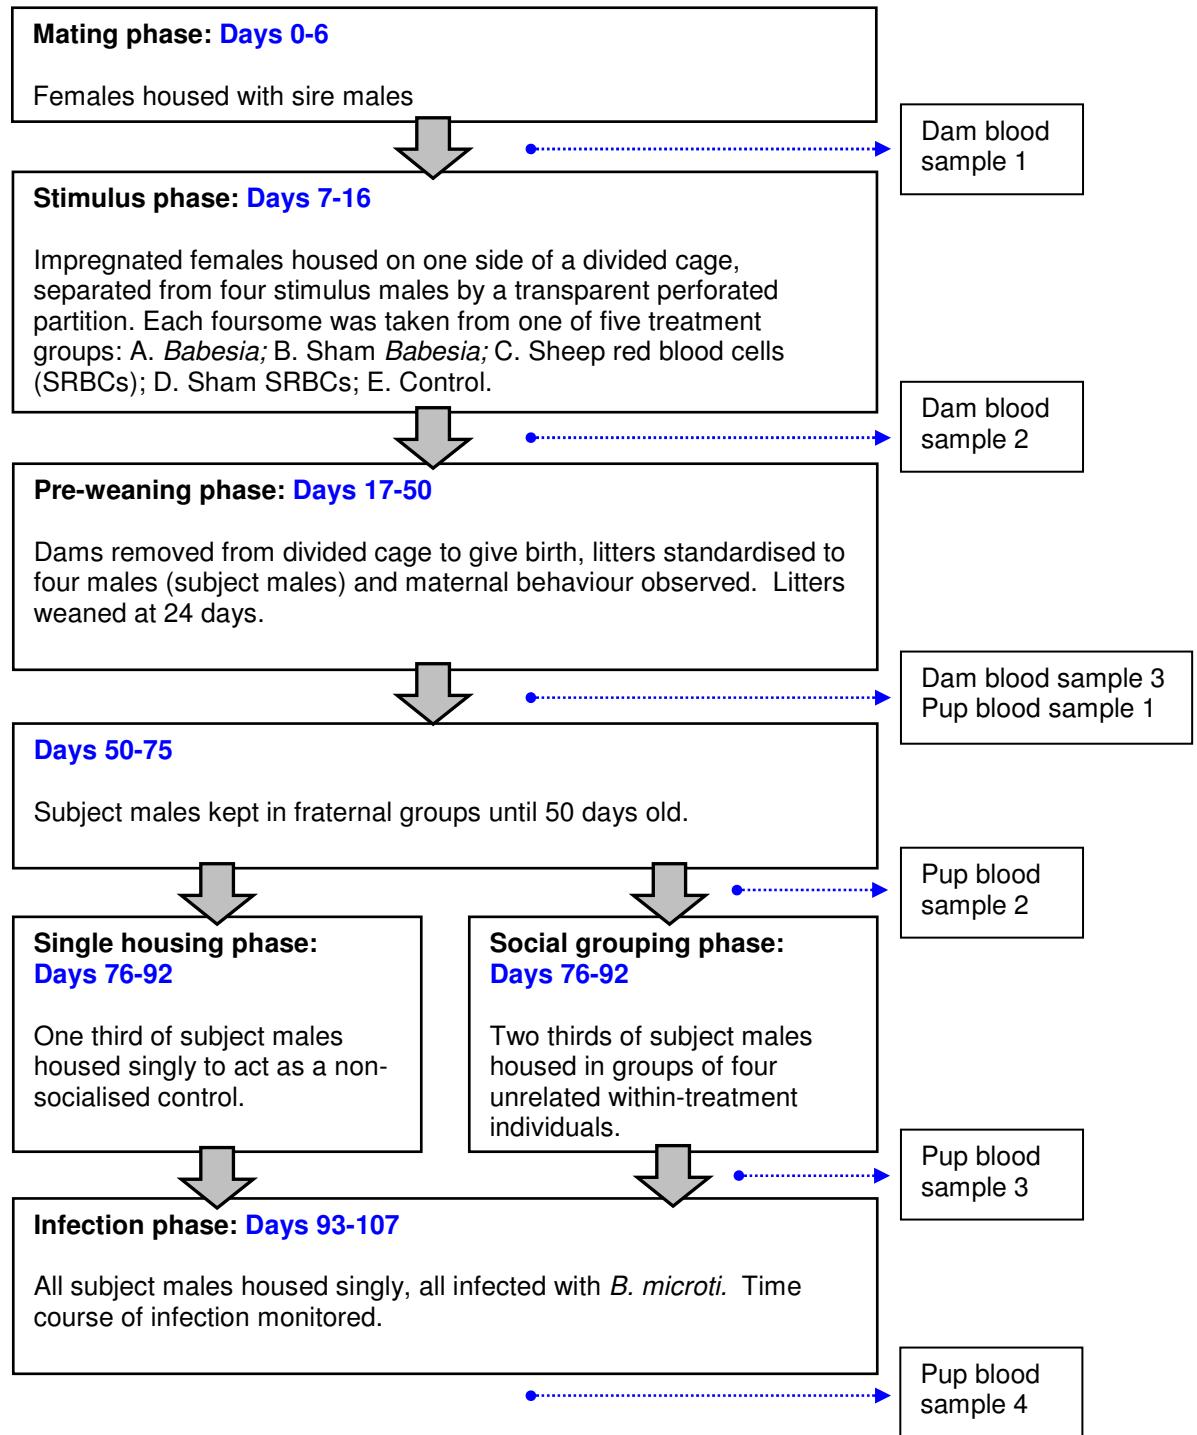 Mating phase: Days 0-6
Females housed with sire males
Dam blood
sample 1
Stimulus phase: Days 7-16
Impregnated females housed on one side of a divided cage,
separated from four stimulus males by a transparent perforated
partition. Each foursome was taken from one of five treatment
groups: A. Babesia; B. Sham Babesia; C. Sheep red blood cells
(SRBCs); D. Sham SRBCs; E. Control.
Dam blood
sample 2
Pre-weaning phase: Days 17-50
Dams removed from divided cage to give birth, litters standardised to
four males (subject males) and maternal behaviour observed.  Litters
weaned at 24 days.
Dam blood sample 3
Pup blood sample 1
Days 50-75
Subject males kept in fraternal groups until 50 days old.
Pup blood
sample 2
Single housing phase:
Days 76-92
One third of subject males
housed singly to act as a non-
socialised control.
Social grouping phase:
Days 76-92
Two thirds of subject males
housed in groups of four
unrelated within-treatment
individuals.
Pup blood
sample 3
Infection phase: Days 93-107
All subject males housed singly, all infected with B. microti.  Time
course of infection monitored.
Pup blood
sample 4